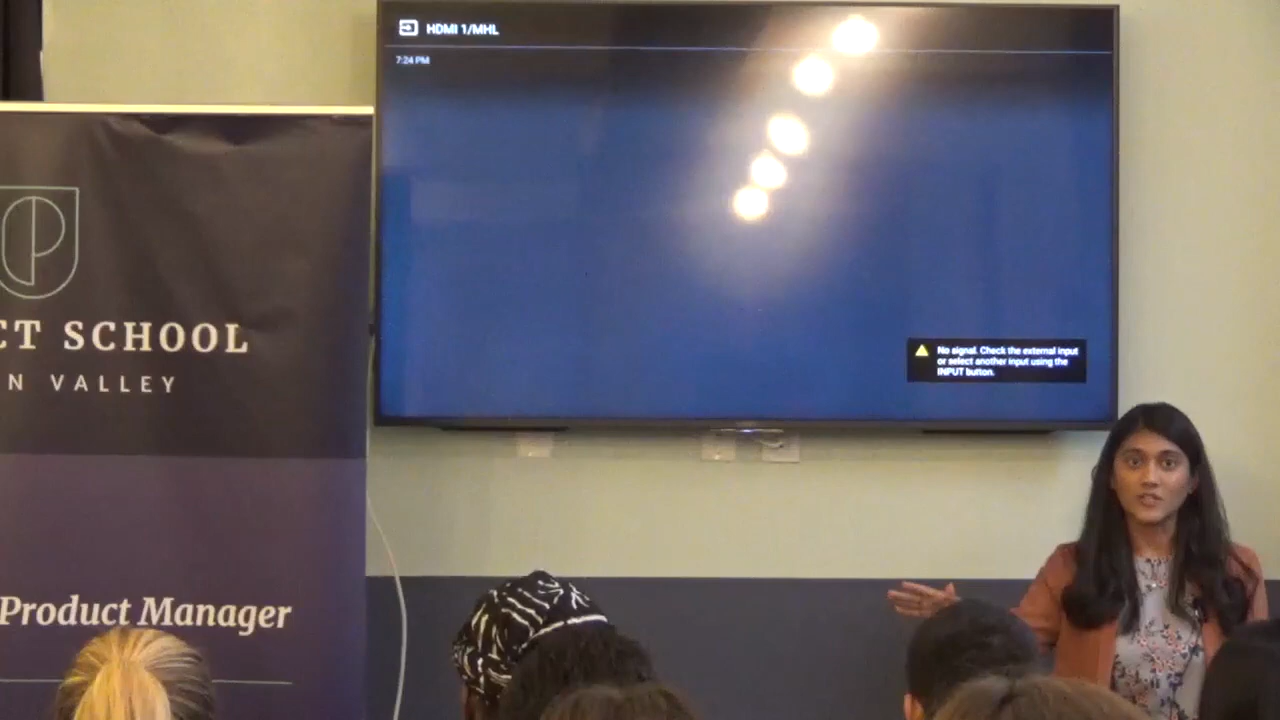 HDMI 1/MHL
7:24 PM
No signal. Check the external input
or select another input using the
INPUT button.
CT SCHOOL
N VALLEY
Product Manager